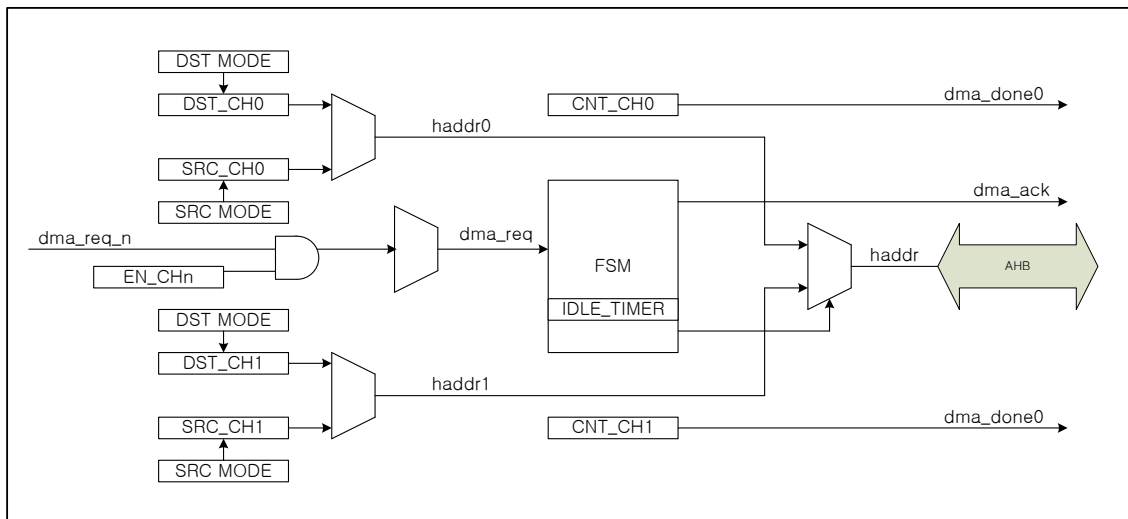 DST MODE
DST_CH0
CNT_CH0
dma_done0
haddr0
SRC_CH0
SRC MODE
dma_ack
dma_req_n
dma_req
EN_CHn
FSM
haddr
AHB
IDLE_TIMER
DST MODE
DST_CH1
haddr1
SRC_CH1
CNT_CH1
dma_done0
SRC MODE